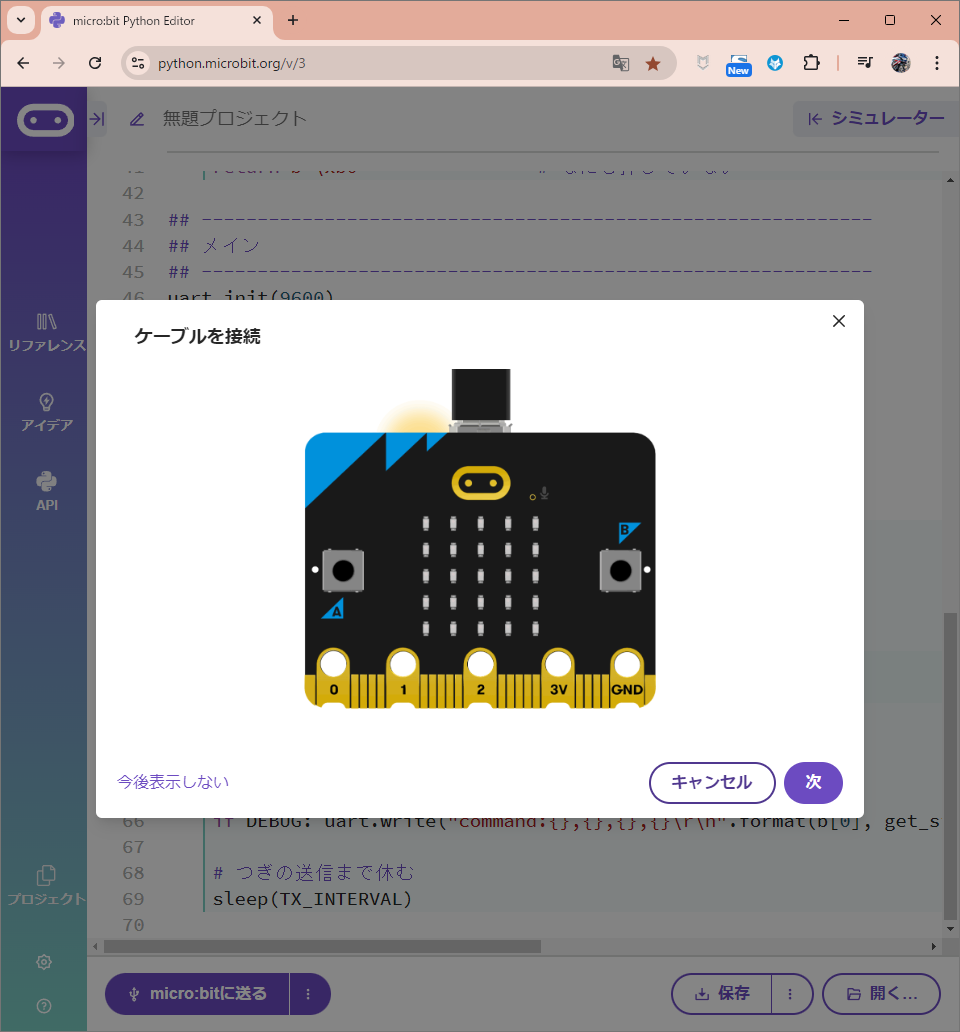 micro:bit Python Editor
python.microbit.org/v/3
New
無題プロジェクト
シミュレーター
42
43 ## ------------------------------------------------------------
44 ## メイン
45 ## ------------------------------------------------------------
46 uart.init(9600)
ケーブルを接続
B
A
0 1 2 3V GND
今後表示しない
キャンセル
次
リファレンス
アイデア
API
プロジェクト
66 if DEBUG: uart.write("command:{},{},{},{}\r\n".format(b[0], get_s
67
68 # つぎの送信まで休む
69 sleep(TX_INTERVAL)
70
micro:bitに送る
保存
開く...